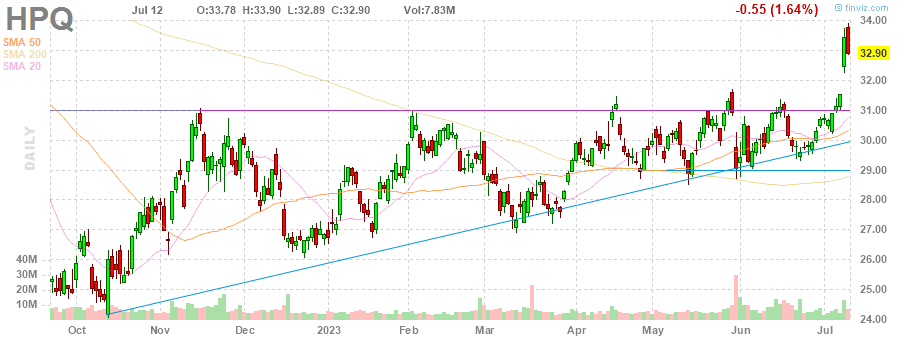 HPQ
Jul 12 O:33.78 H:33.90 L:32.89 C:32.90 Vol:7.83M -0.55 (1.64%)
@finviz.com
SMA 50
SMA 200
SMA 20
DAILY
34.00
32.90
32.00
31.00
30.00
29.00
28.00
27.00
26.00
25.00
24.00
40M
30M
20M
10M
Oct Nov Dec 2023 Feb Mar Apr May Jun Jul